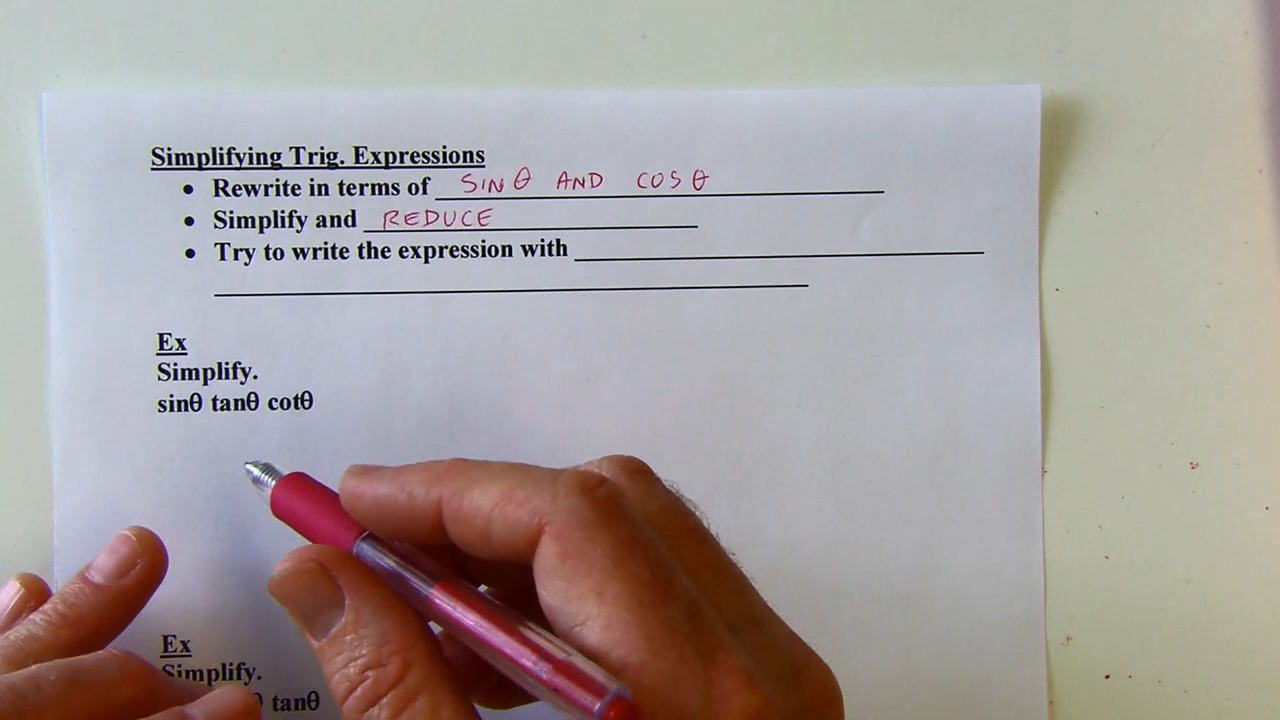 Simplifying Trig. Expressions
• Rewrite in terms of SIN θ AND COS θ
• Simplify and REDUCE
• Try to write the expression with
Ex
Simplify.
sinθ tanθ cotθ
Ex
Simplify.
tanθ